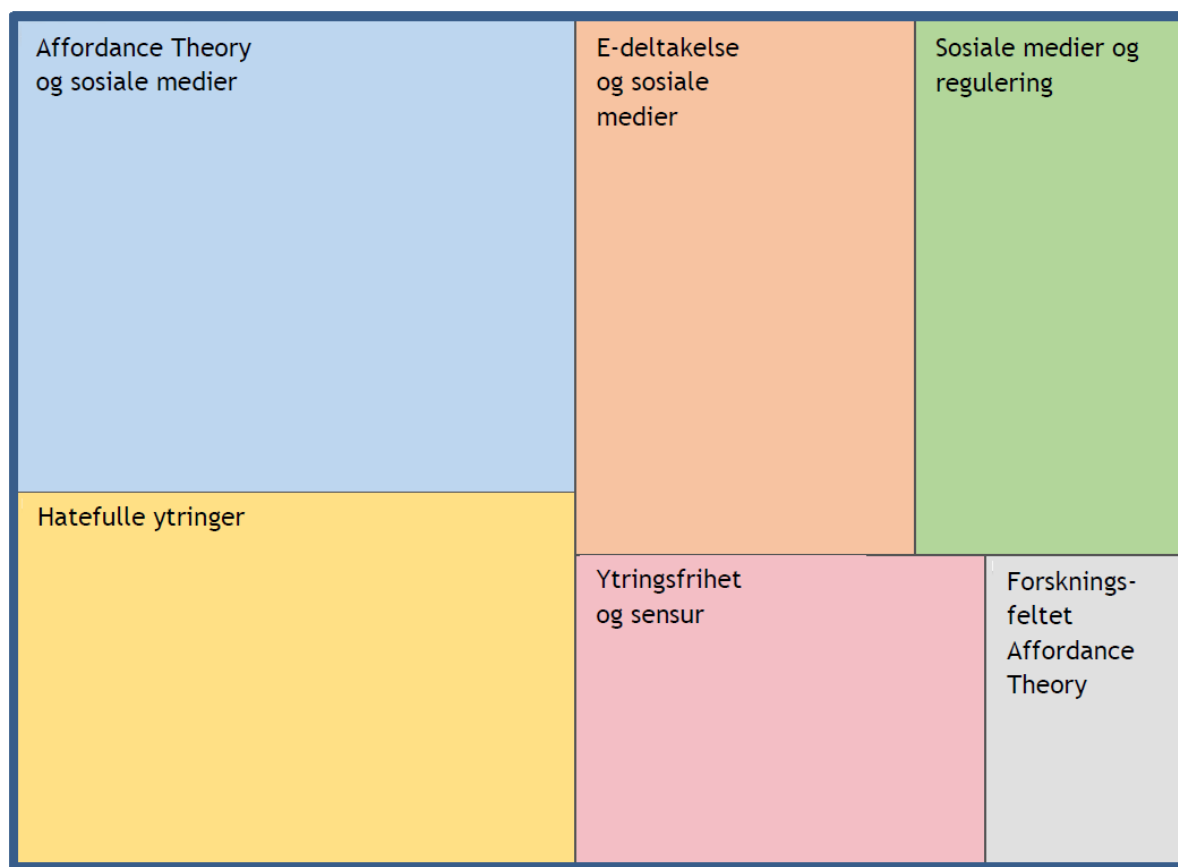 Affordance Theory
og sosiale medier
E-deltakelse
og sosiale
medier
Sosiale medier og
regulering
Hatefulle ytringer
Ytringsfrihet
og sensur
Forsknings-
feltet
Affordance
Theory